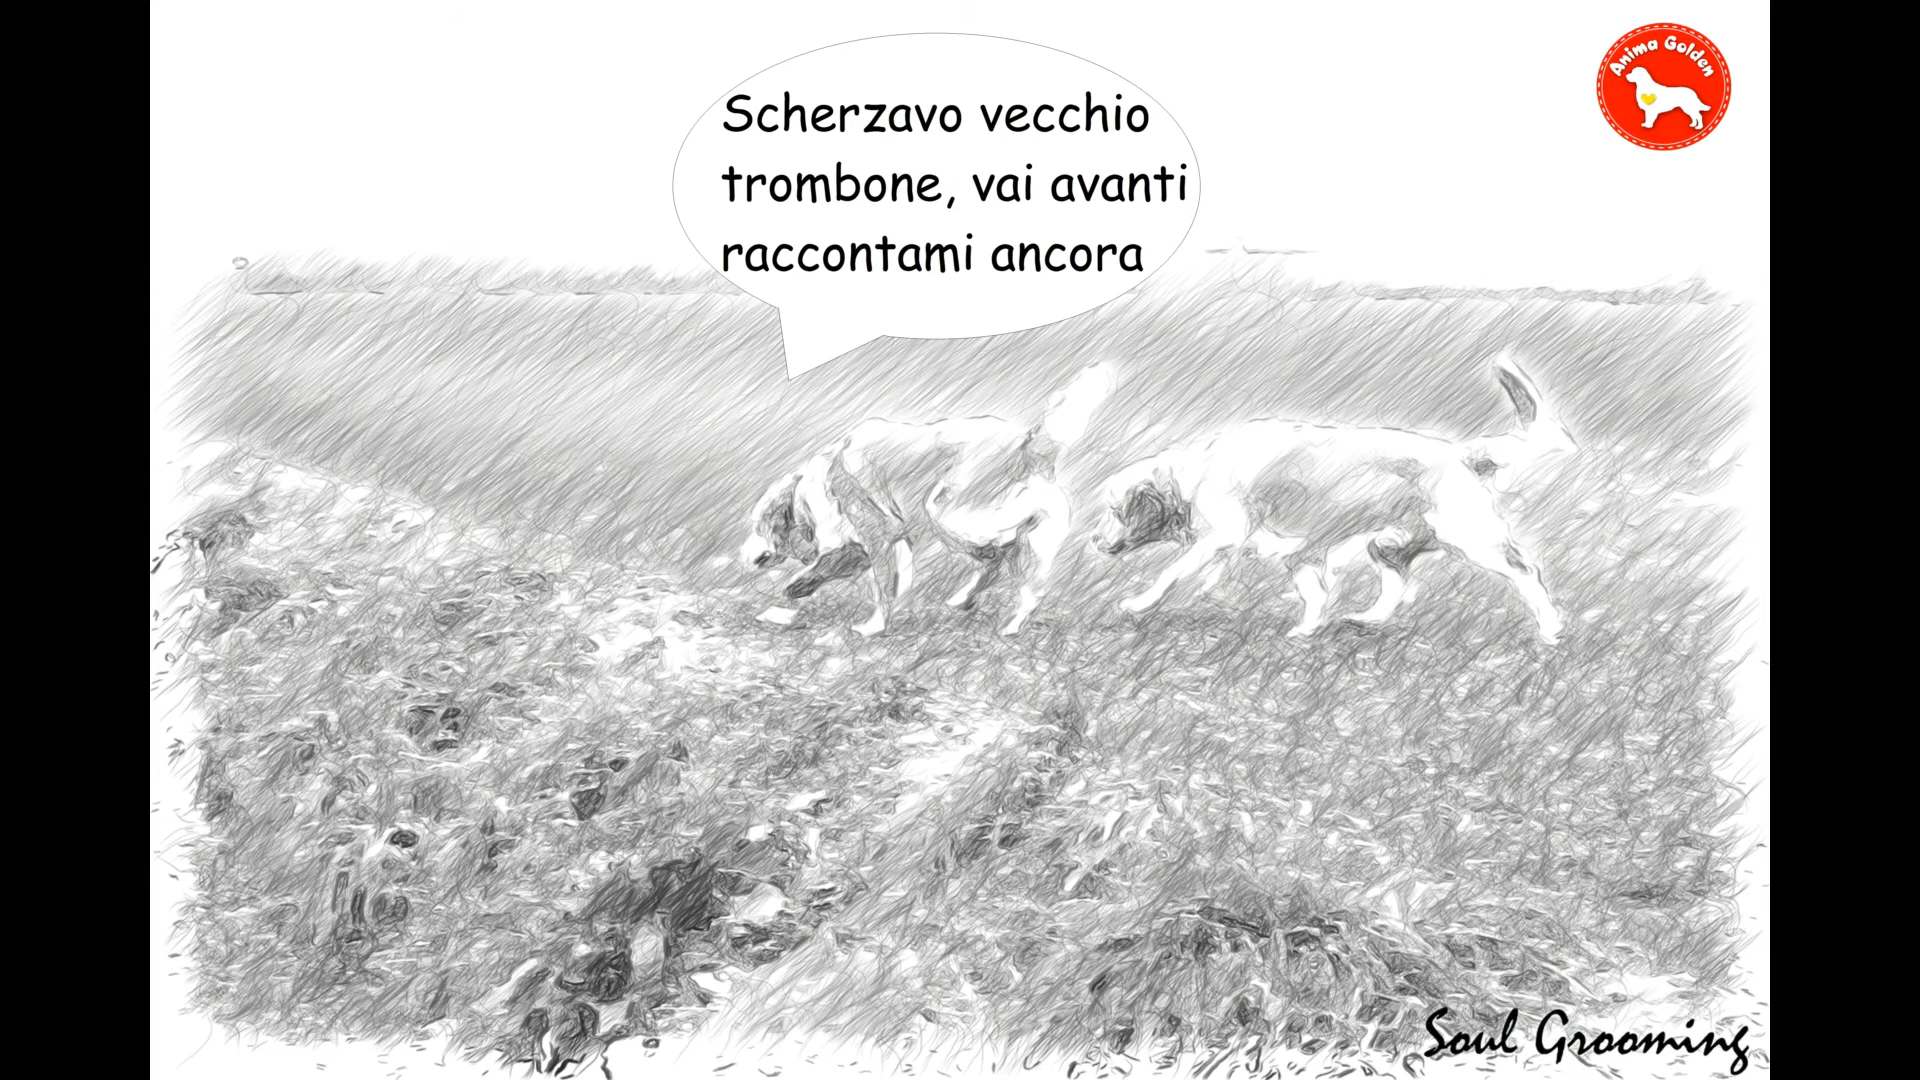 Anima Golden
Scherzavo vecchio
trombone, vai avanti
raccontami ancora
Soul Grooming